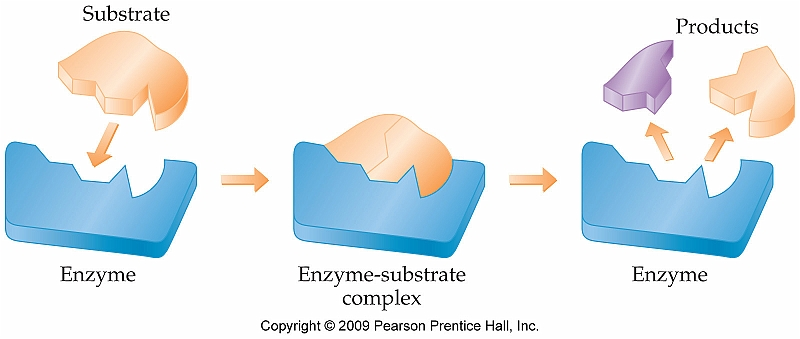 Substrate
Enzyme
Enzyme-substrate
complex
Products
Enzyme
Copyright © 2009 Pearson Prentice Hall, Inc.